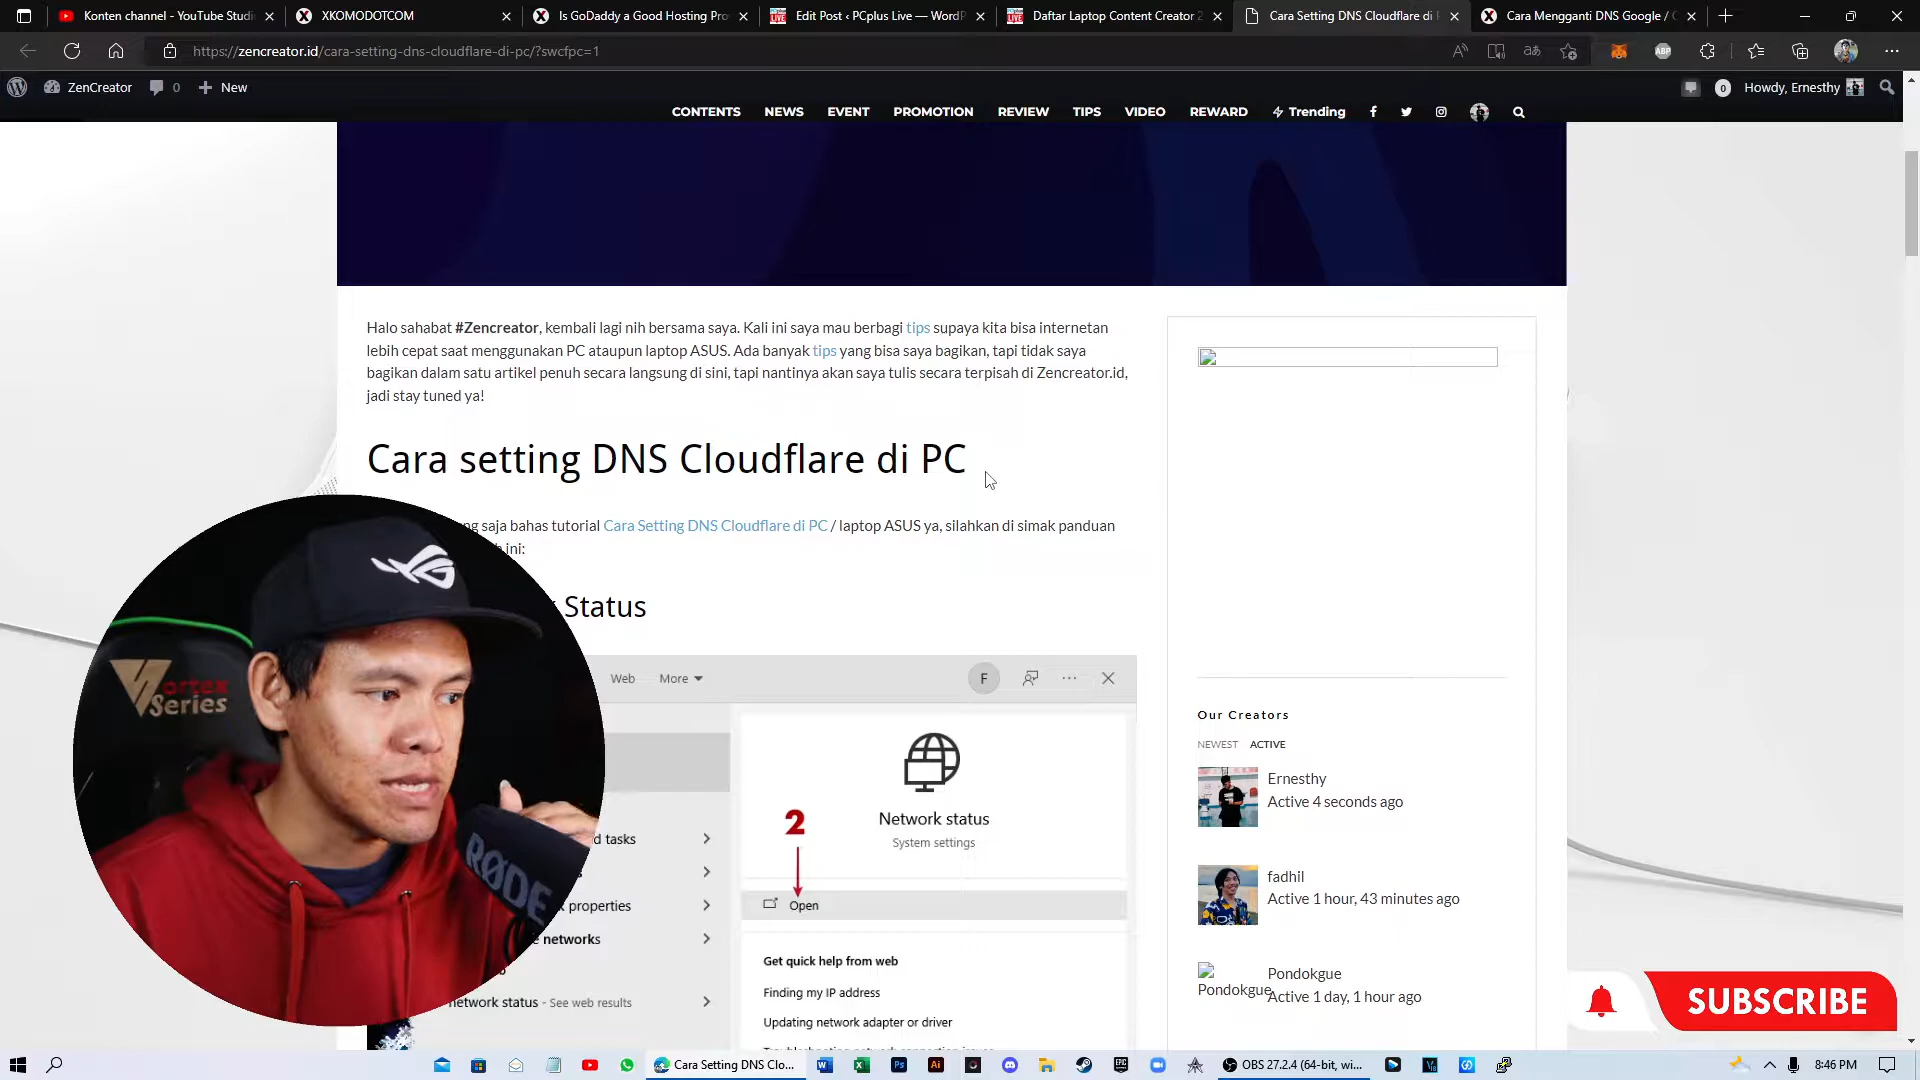 Konten channel - YouTube Studi
XKOMODOTCOM
Is GoDaddy a Good Hosting Pro
Edit Post ‹ PCplus Live — WordP
Daftar Laptop Content Creator 2
Cara Setting DNS Cloudflare di
Cara Mengganti DNS Google / C
https://zencreator.id/cara-setting-dns-cloudflare-di-pc/?swcfpc=1
ABP
ZenCreator
0
New
0
Howdy, Ernesthy
CONTENTS
NEWS
EVENT
PROMOTION
REVIEW
TIPS
VIDEO
REWARD
Trending
Halo sahabat #Zencreator, kembali lagi nih bersama saya. Kali ini saya mau berbagi tips supaya kita bisa internetan
lebih cepat saat menggunakan PC ataupun laptop ASUS. Ada banyak tips yang bisa saya bagikan, tapi tidak saya
bagikan dalam satu artikel penuh secara langsung di sini, tapi nantinya akan saya tulis secara terpisah di Zencreator.id,
jadi stay tuned ya!
Cara setting DNS Cloudflare di PC
saja bahas tutorial Cara Setting DNS Cloudflare di PC / laptop ASUS ya, silahkan di simak panduan
ini:
Status
Web
More
F
Network status
System settings
2
Open
d tasks
properties
networks
network status - See web results
Get quick help from web
Finding my IP address
Updating network adapter or driver
Our Creators
NEWEST
ACTIVE
Ernesthy
Active 4 seconds ago
fadhil
Active 1 hour, 43 minutes ago
Pondokgue
Pondokgue
Active 1 day, 1 hour ago
Vortex
Series
RØDE
SUBSCRIBE
Cara Setting DNS Clo...
Ps
Ai
EPIC
OBS 27.2.4 (64-bit, wi...
8:46 PM